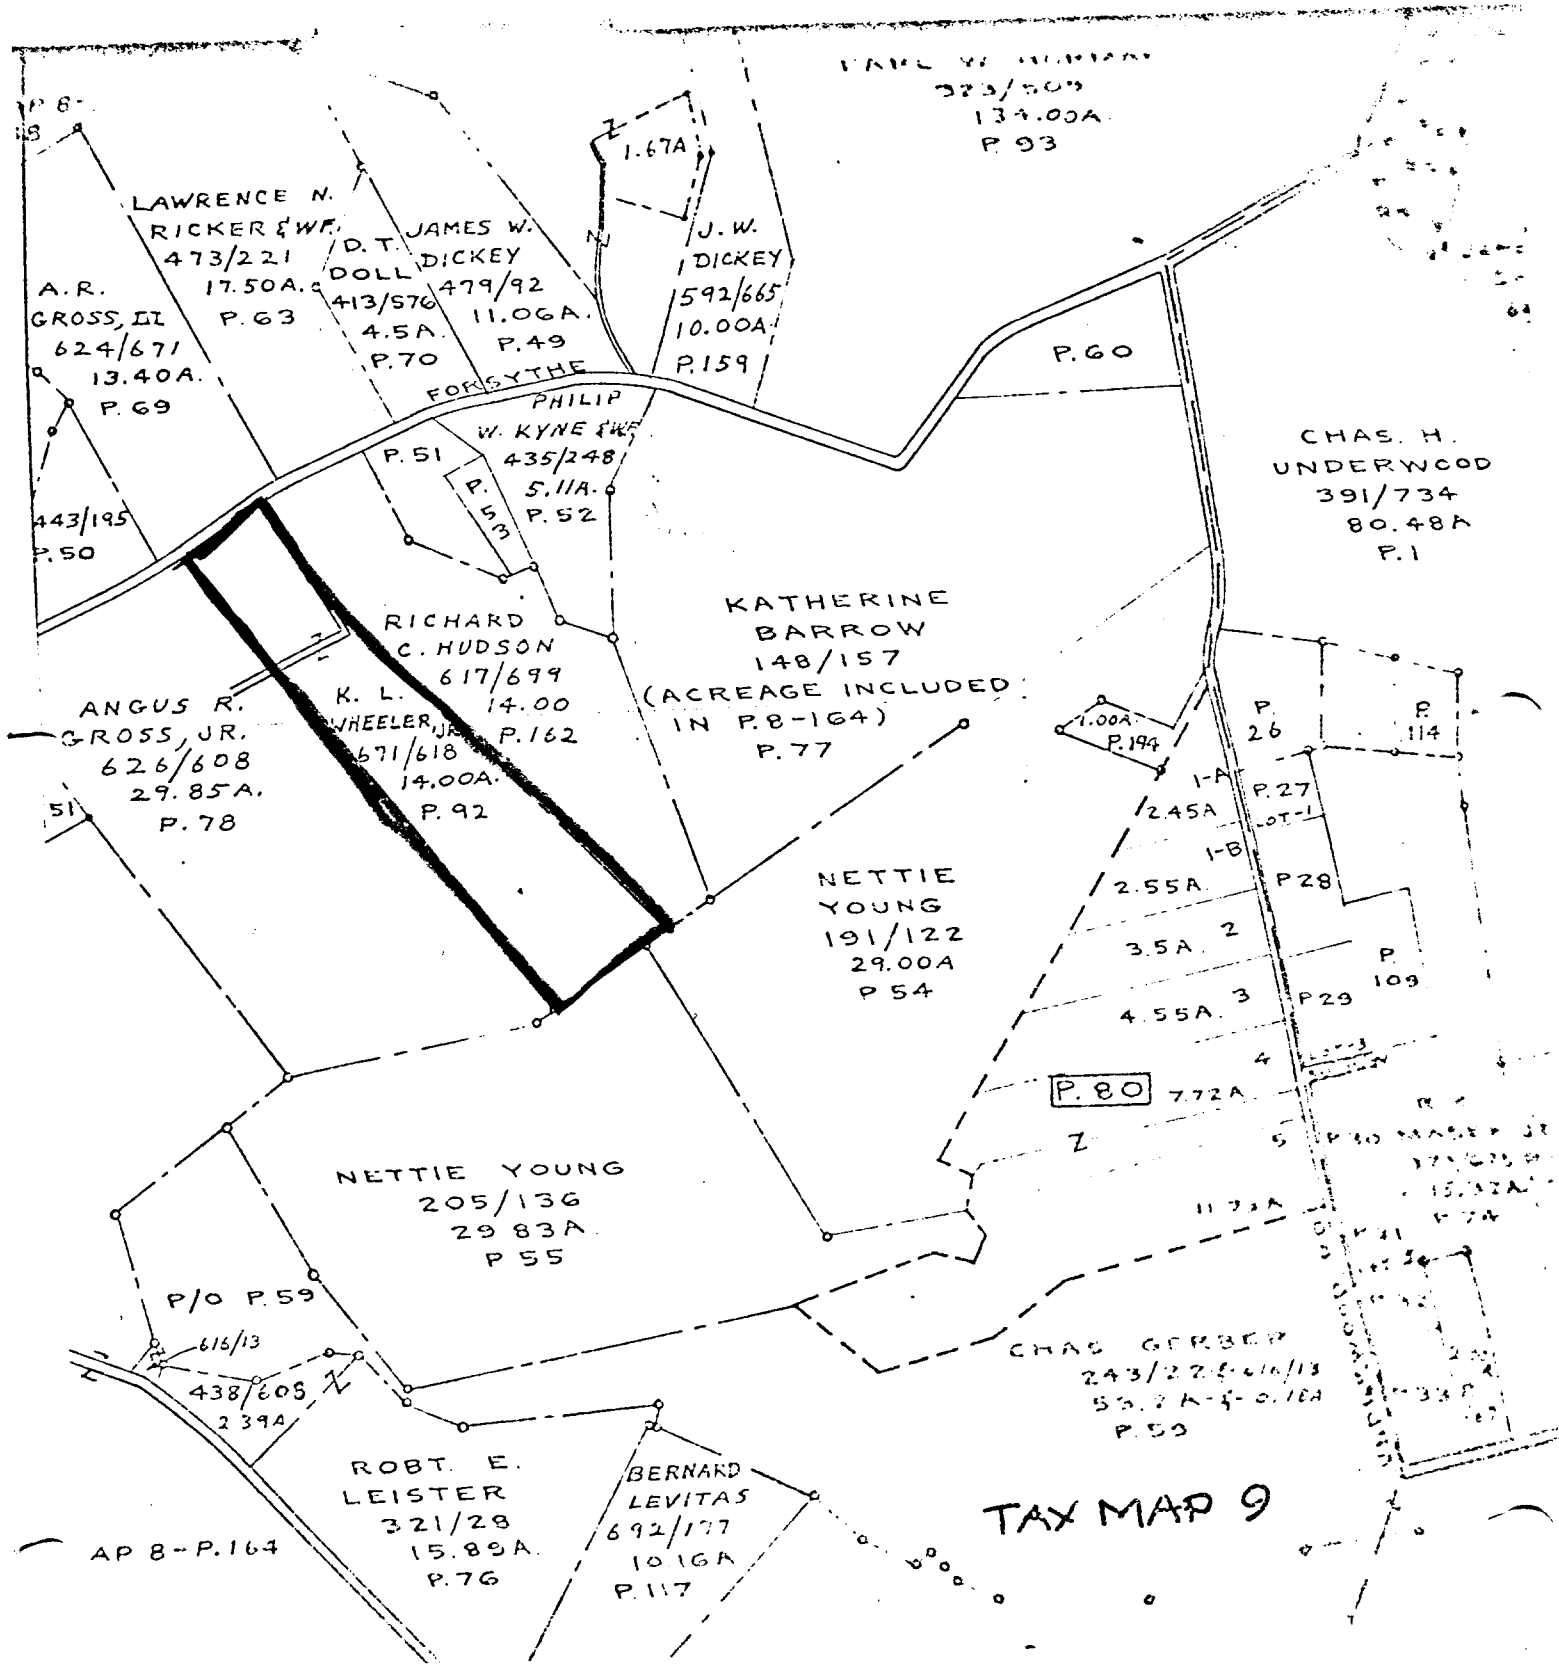 134.00A.
P. 93
1.67A
LAWRENCE N.
RICKER & WF.
473/221
17.50A.
P. 63
D. T.
DOLL
413/576
4.5A.
P. 70
JAMES W.
DICKEY
479/92
11.06A.
P. 49
J. W.
DICKEY
592/665
10.00A.
P. 159
A. R.
GROSS, III
624/671
13.40A.
P. 69
443/195
P. 50
FORSYTHE
P. 60
PHILIP
W. KYNE & WF
435/248
5.11A.
P. 52
P. 51
P.
53
CHAS. H.
UNDERWOOD
391/734
80.48A
P. 1
RICHARD
C. HUDSON
617/699
14.00
P. 162
KATHERINE
BARROW
148/157
(ACREAGE INCLUDED
IN P. 8-164)
P. 77
ANGUS R.
GROSS, JR.
626/608
29.85A.
P. 78
K. L.
WHEELER, JR
671/618
14.00A.
P. 92
51
1.00A.
P. 194
P.
26
P.
114
1-A
2.45A
P. 27
LOT-1
1-B
2.55A.
P 28
3.5A. 2
P.
109
4.55A. 3
P 29
4
P. 80
7.72A.
5
NETTIE
YOUNG
191/122
29.00A
P 54
NETTIE YOUNG
205/136
29 83A.
P 55
P/O P. 59
616/13
438/605
2 39A
CHAS GERBER
P. 59
ROBT. E.
LEISTER
321/28
15.89A.
P. 76
BERNARD
LEVITAS
692/177
10.16A
P. 117
TAX MAP 9
AP 8-P. 164